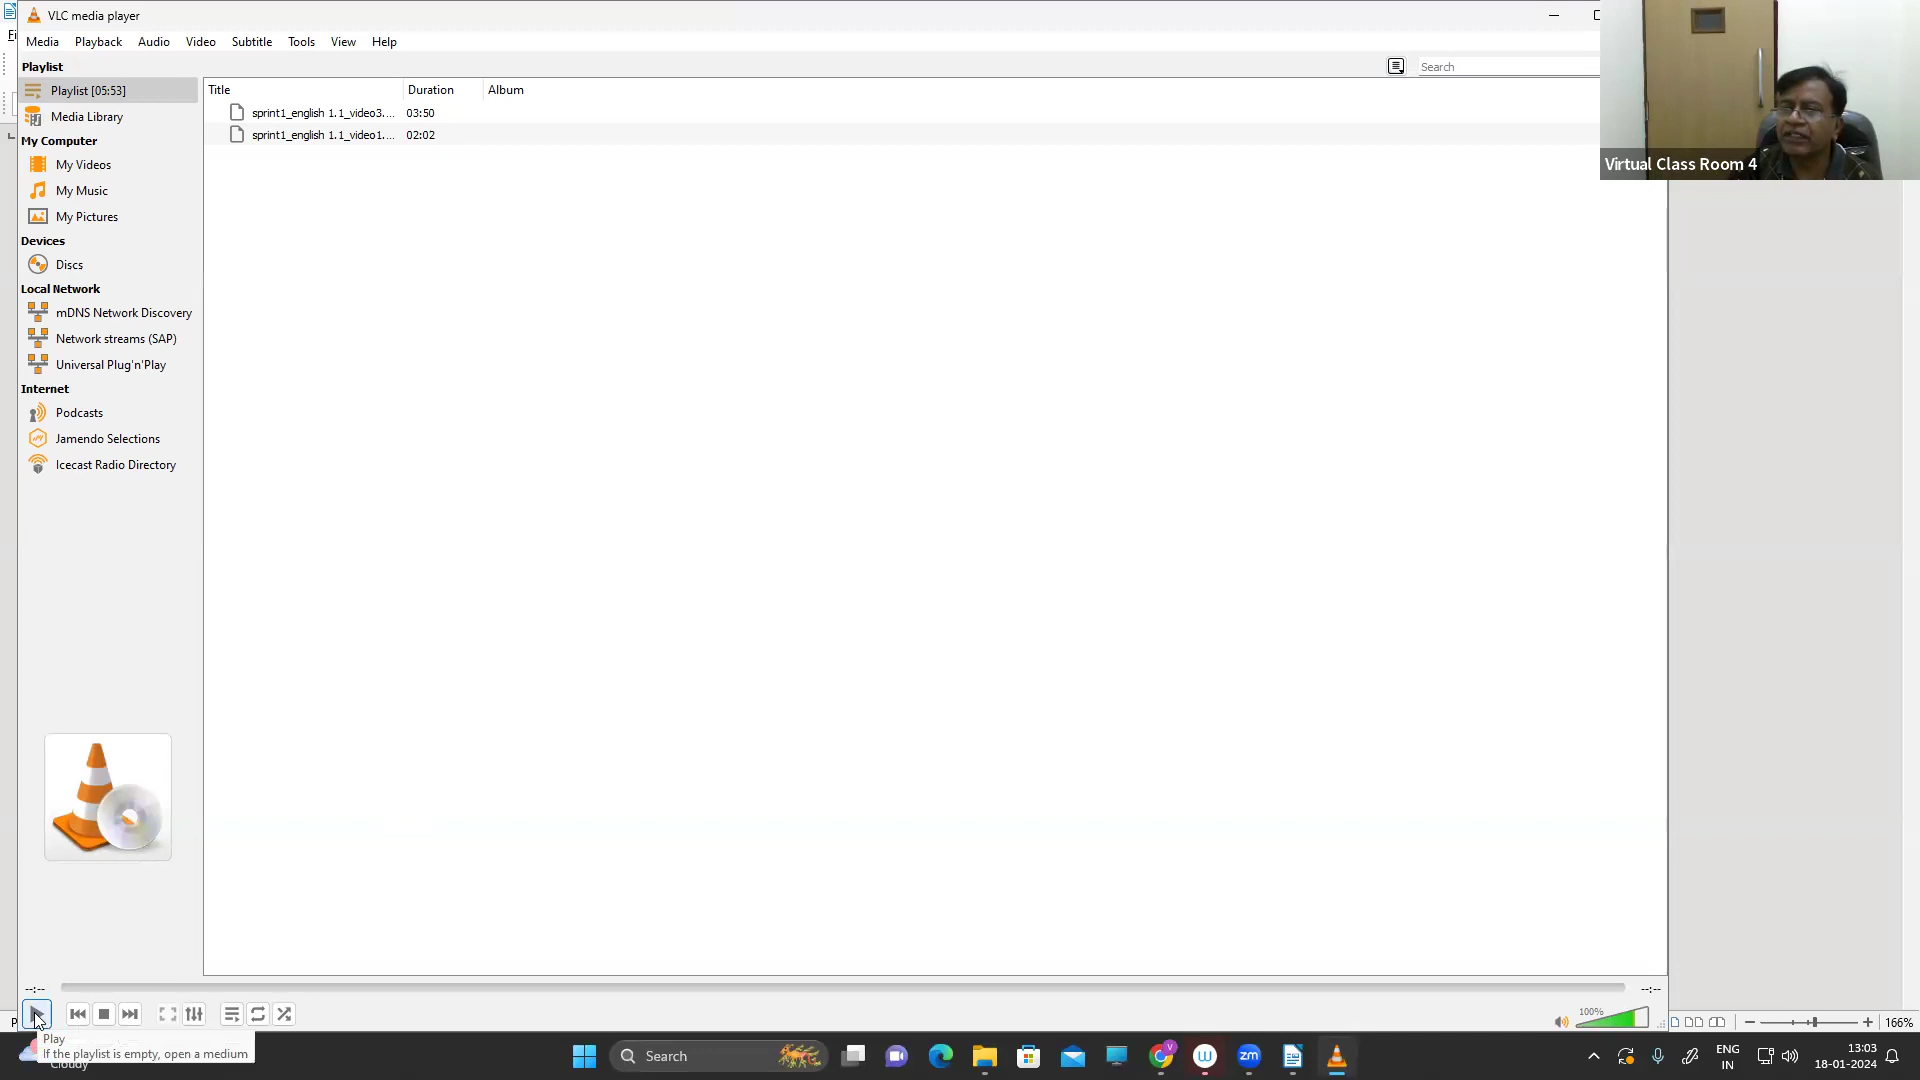 VLC media player
Media Playback Audio Video Subtitle Tools View Help
Playlist
Search
Playlist [05:53]
Media Library
My Computer
My Videos
My Music
My Pictures
Devices
Discs
Local Network
mDNS Network Discovery
Network streams (SAP)
Universal Plug'n'Play
Internet
Podcasts
Jamendo Selections
Icecast Radio Directory
Title Duration Album
sprint1_english 1.1_video3.... 03:50
sprint1_english 1.1_video1.... 02:02
Virtual Class Room 4
--:-- --:--
100%
166%
Play
If the playlist is empty, open a medium
Cloudy
Search
zm
ENG
IN
13:03
18-01-2024